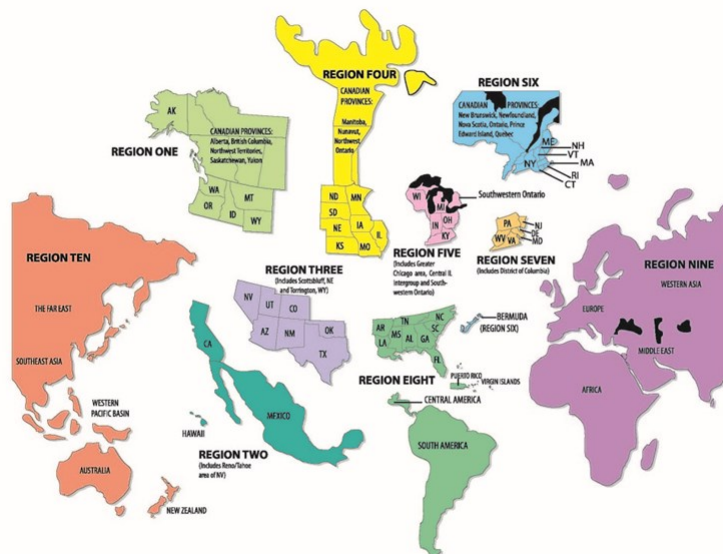 REGION FOUR
CANADIAN
PROVINCES:
Manitoba,
Nunavut,
Northwest
Ontario
ND
MN
SD
NE
IA
IL
KS
MO
REGION SIX
CANADIAN PROVINCES:
New Brunswick, Newfoundland,
Nova Scotia, Ontario, Prince
Edward Island, Quebec
ME
NH
VT
NY
MA
RI
CT
AK
CANADIAN PROVINCES:
Alberta, British Columbia,
Northwest Territories,
Saskatchewan, Yukon
REGION ONE
WA
MT
OR
ID
WY
Southwestern Ontario
WI
MI
OH
IN
KY
REGION FIVE
(Includes Greater
Chicago area, Central IL
Intergroup and South-
western Ontario)
PA
NJ
DE
MD
WV
VA
REGION SEVEN
(Includes District of Columbia)
REGION TEN
THE FAR EAST
SOUTHEAST ASIA
WESTERN
PACIFIC BASIN
AUSTRALIA
NEW ZEALAND
REGION THREE
(Includes Scottsbluff, NE
and Torrington, WY)
NV
UT
CO
AZ
NM
OK
TX
CA
MEXICO
HAWAII
REGION TWO
(Includes Reno/Tahoe
area of NV)
BERMUDA
(REGION SIX)
TN
NC
AR
MS
SC
LA
AL
GA
FL
REGION EIGHT
PUERTO RICO
VIRGIN ISLANDS
CENTRAL AMERICA
SOUTH AMERICA
REGION NINE
WESTERN ASIA
EUROPE
MIDDLE EAST
AFRICA